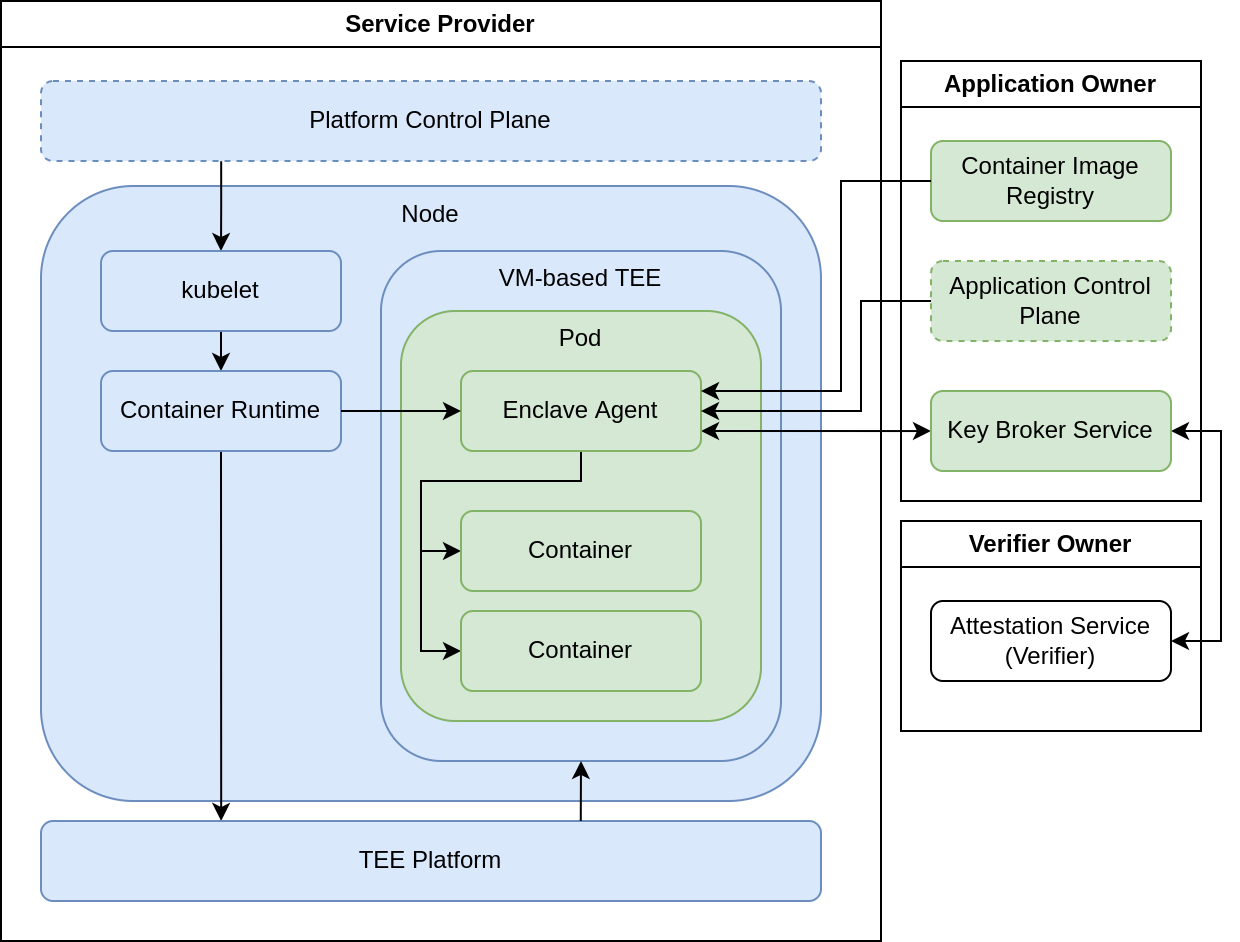 Service Provider
Platform Control Plane
Node
kubelet
VM-based TEE
Pod
Container Runtime
Enclave Agent
Container
Container
TEE Platform
Application Owner
Container Image
Registry
Application Control
Plane
Key Broker Service
Verifier Owner
Attestation Service
(Verifier)